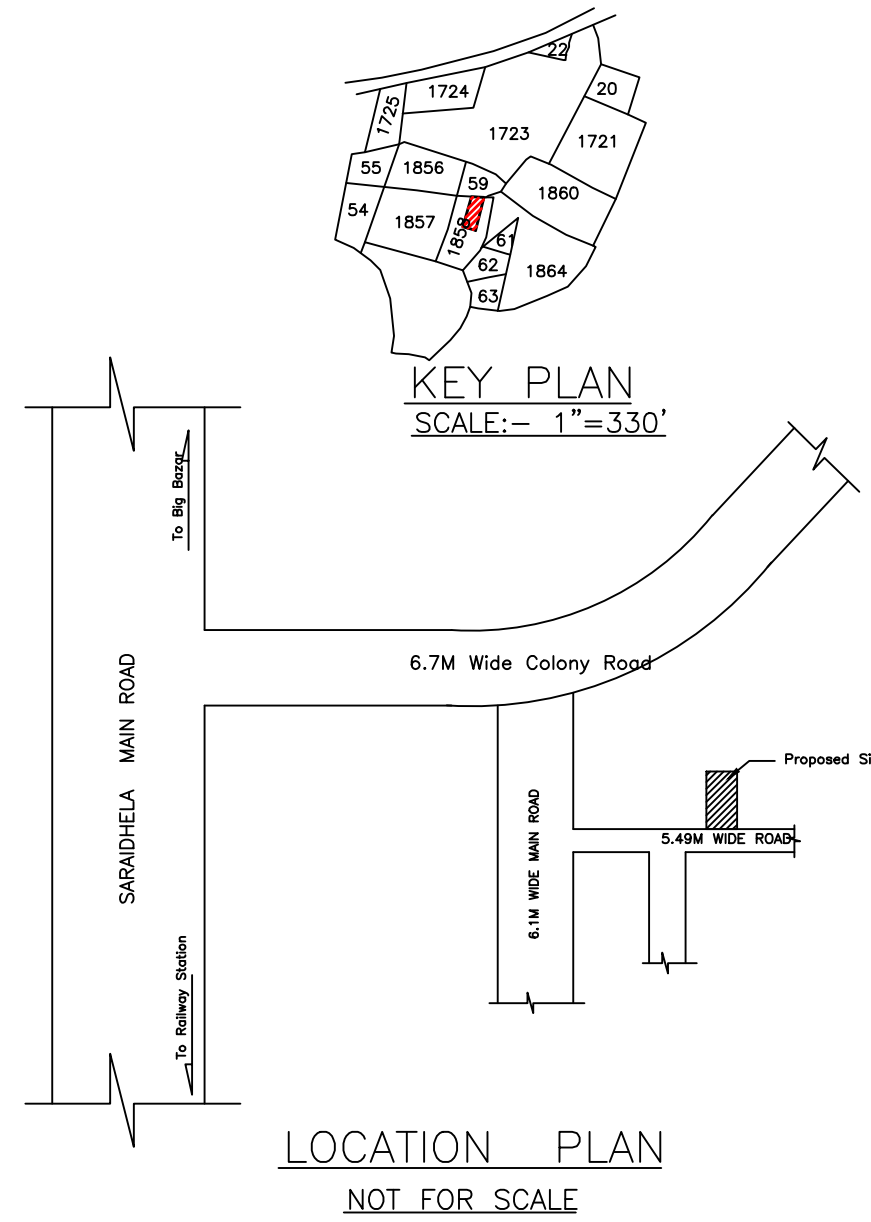 22
20
1724
1725
1723
1721
55
1856
59
1860
54
1857
1858
61
62
1864
63
KEY PLAN
SCALE:- 1"=330'
To Big Bazar
6.7M Wide Colony Road
SARAIDHELA MAIN ROAD
Proposed Si
5.49M WIDE ROAD
6.1M WIDE MAIN ROAD
To Railway Station
LOCATION PLAN
NOT FOR SCALE